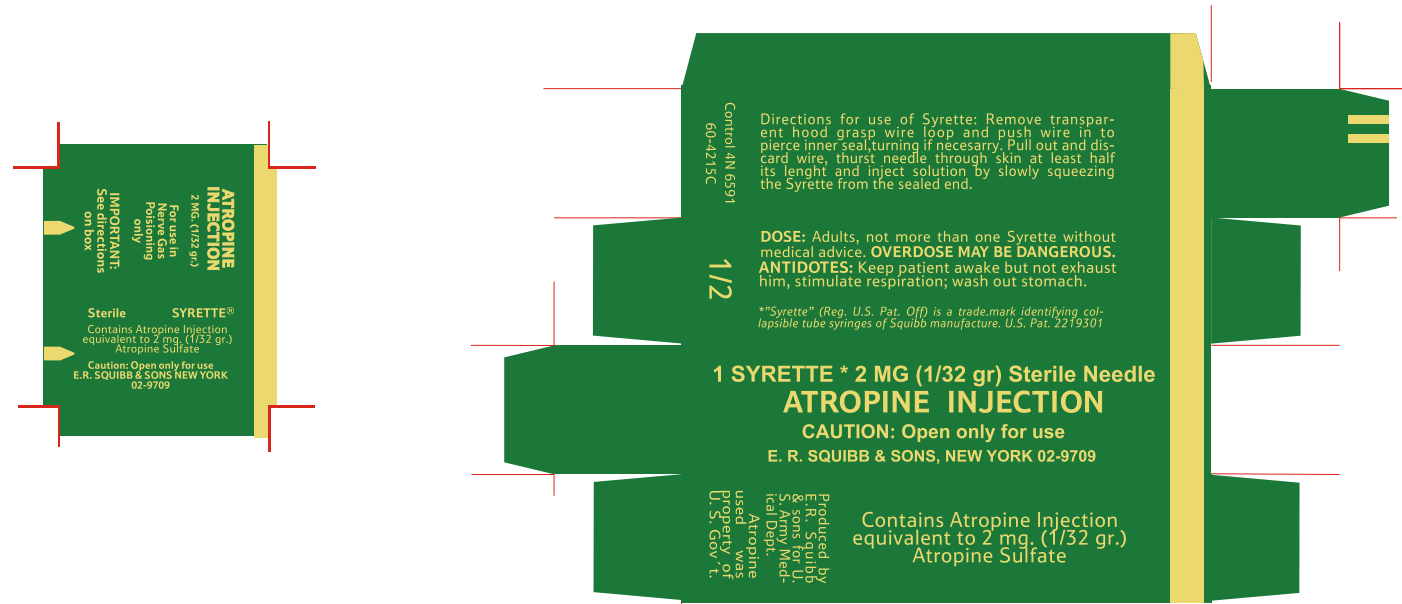 ATROPINE
INJECTION
2 MG. (1/32 gr.)
For use in
Nerve Gas
Poisioning
only
IMPORTANT:
See directions
on box
Sterile SYRETTE®
Contains Atropine Injection
equivalent to 2 mg. (1/32 gr.)
Atropine Sulfate
Caution: Open only for use
E.R. SQUIBB & SONS NEW YORK
02-9709
Control 4N 6591
60-4215C
1/2
Directions for use of Syrette: Remove transpar-
ent hood grasp wire loop and push wire in to
pierce inner seal,turning if necesarry. Pull out and dis-
card wire, thurst needle through skin at least half
its lenght and inject solution by slowly squeezing
the Syrette from the sealed end.
DOSE: Adults, not more than one Syrette without
medical advice. OVERDOSE MAY BE DANGEROUS.
ANTIDOTES: Keep patient awake but not exhaust
him, stimulate respiration; wash out stomach.
*"Syrette" (Reg. U.S. Pat. Off) is a trade.mark identifying col-
lapsible tube syringes of Squibb manufacture. U.S. Pat. 2219301
1 SYRETTE * 2 MG (1/32 gr) Sterile Needle
ATROPINE INJECTION
CAUTION: Open only for use
E. R. SQUIBB & SONS, NEW YORK 02-9709
Produced by
E.R. Squibb
& sons for U.
S. Army Med-
ical Dept.
Atropine
used was
property of
U. S. Gov´t.
Contains Atropine Injection
equivalent to 2 mg. (1/32 gr.)
Atropine Sulfate